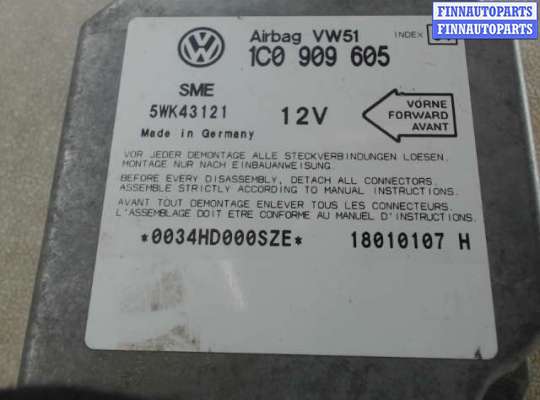 FINNAUTOPARTS
FINNAUTOPARTS
FINNAUTOPARTS
Airbag VW51
INDEX
1C0 909 605
SME
5WK43121
12V
Made in Germany
VORNE
FORWARD
AVANT
VOR JEDER DEMONTAGE ALLE STECKVERBINDUNGEN LOESEN.
MONTAGE NUR NACH EINBAUANWEISUNG.
BEFORE EVERY DISASSEMBLY, DETACH ALL CONNECTORS.
ASSEMBLE STRICTLY ACCORDING TO MANUAL INSTRUCTIONS.
AVANT TOUT DEMONTAGE ENLEVER TOUS LES CONNECTEURS.
L'ASSEMBLAGE DOIT ETRE CONFORME AU MANUEL D'INSTRUCTIONS.
*0034HD000SZE*
18010107 H